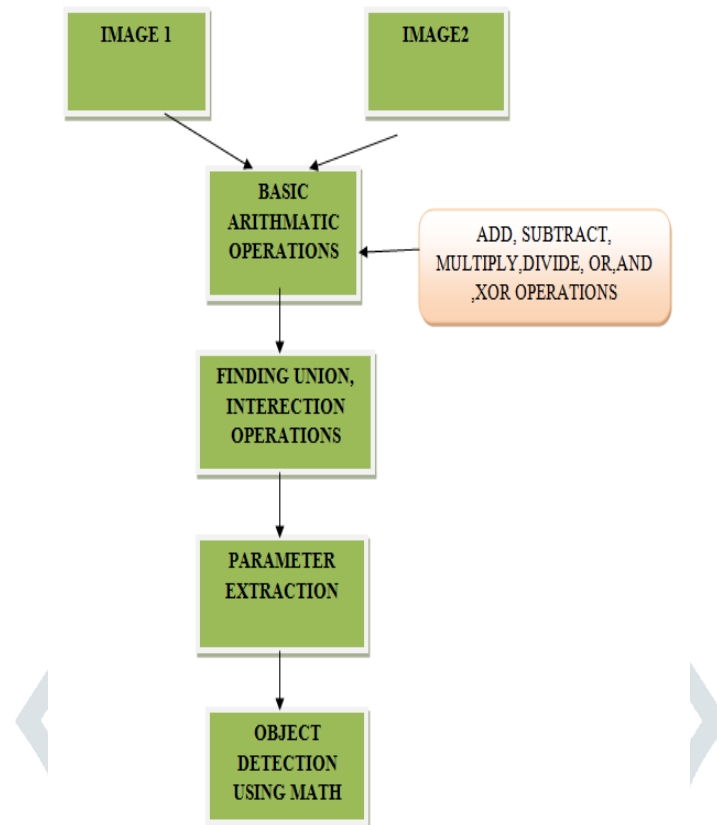 IMAGE 1
IMAGE2
BASIC
ARITHMATIC
OPERATIONS
ADD, SUBTRACT,
MULTIPLY,DIVIDE, OR,AND
,XOR OPERATIONS
FINDING UNION,
INTERECTION
OPERATIONS
PARAMETER
EXTRACTION
OBJECT
DETECTION
USING MATH